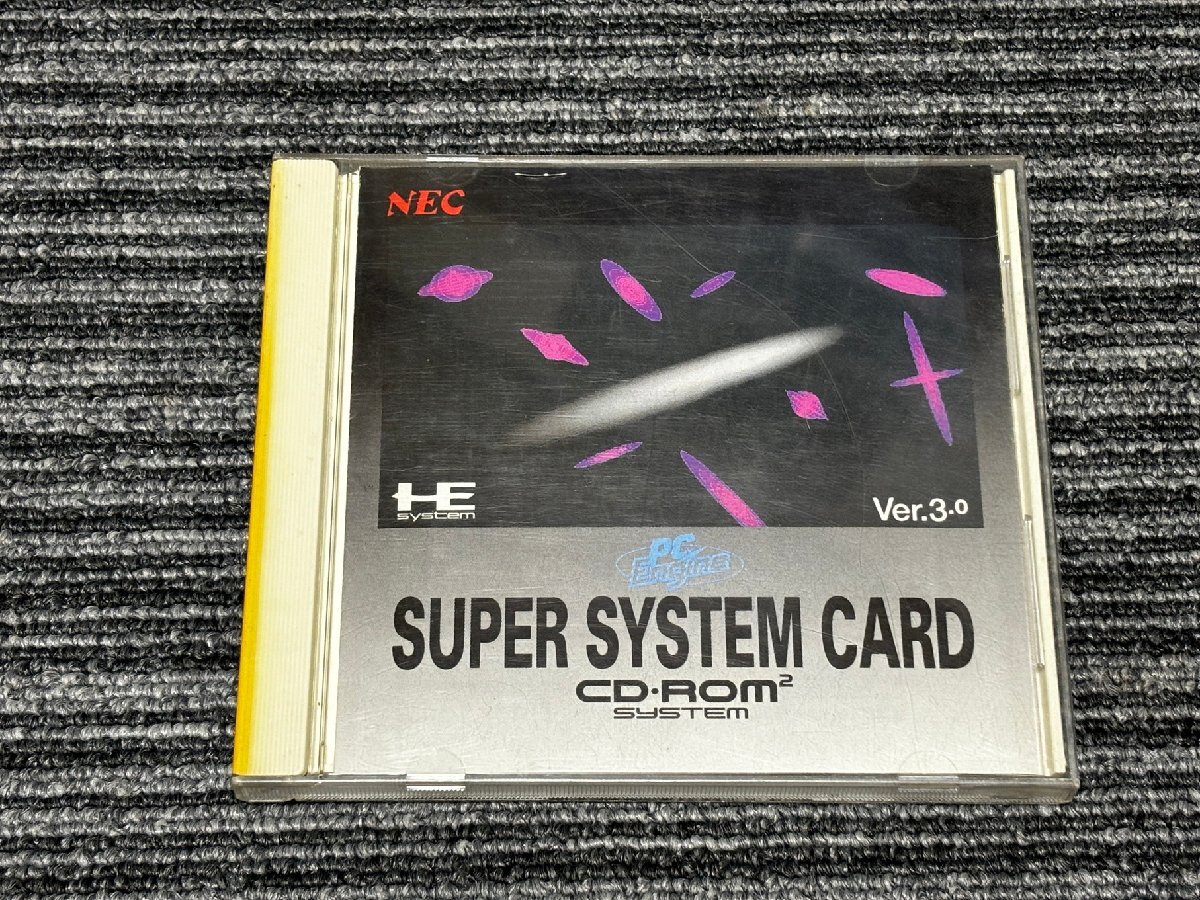 NEC
HE
system
Ver.3.0
PC
Engine
SUPER SYSTEM CARD
CD·ROM²
SYSTEM